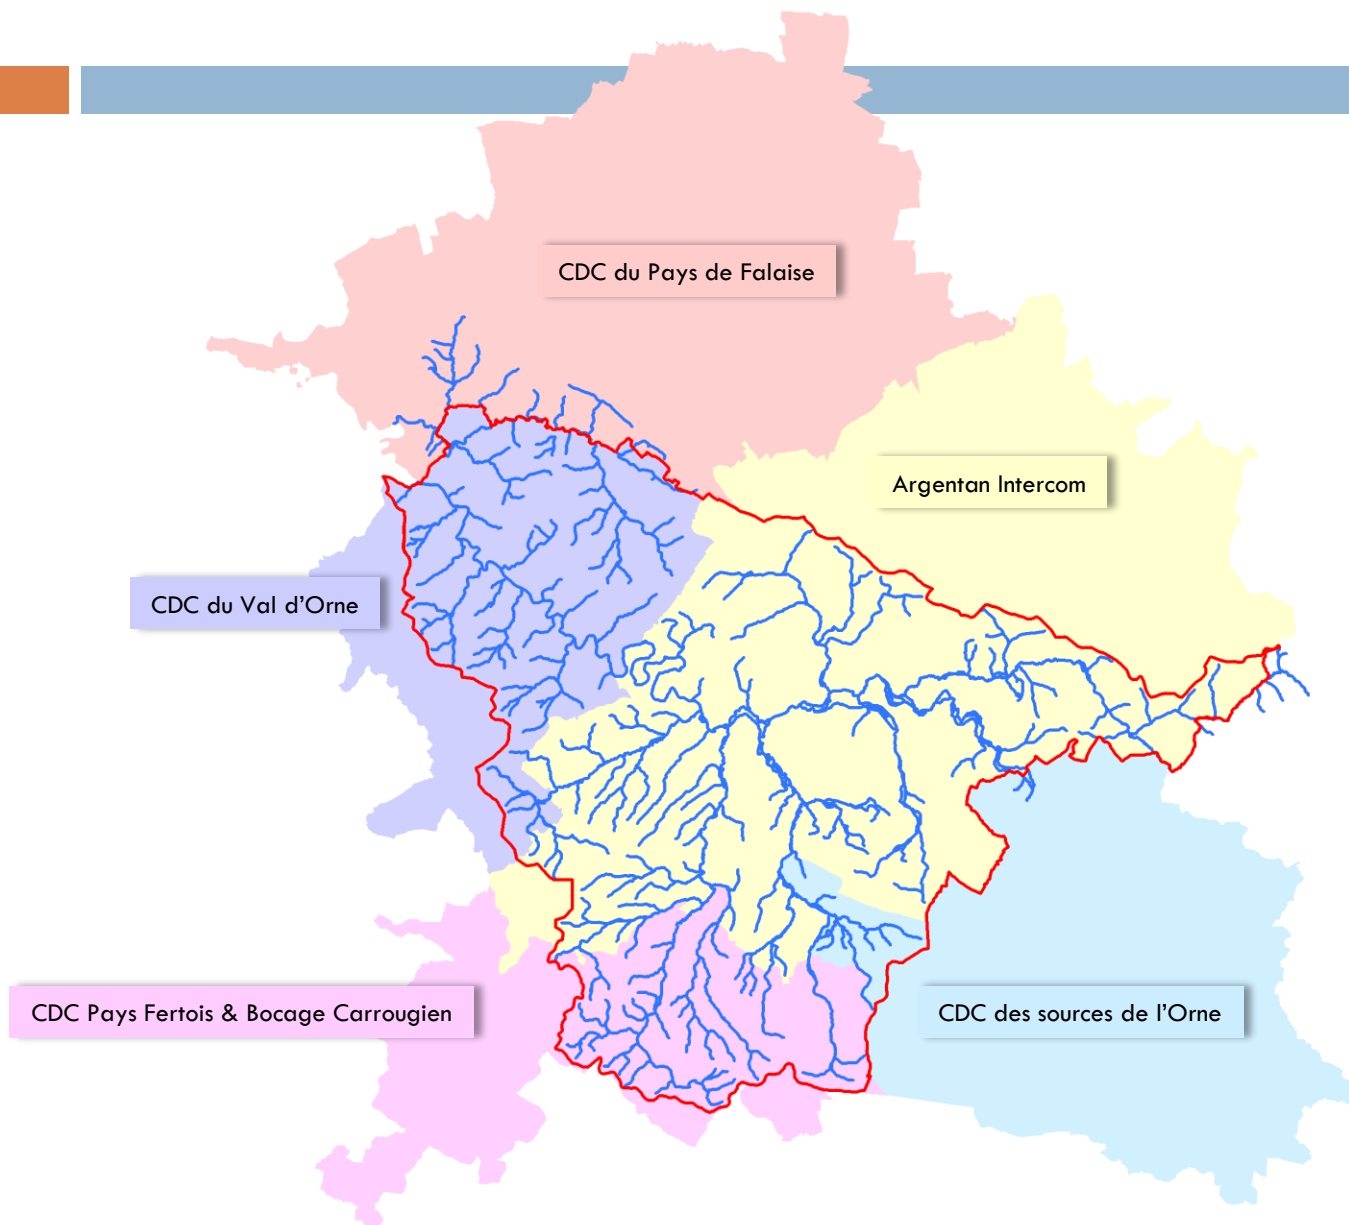 CDC du Pays de Falaise
Argentan Intercom
CDC du Val d’Orne
CDC Pays Fertois & Bocage Carrougien
CDC des sources de l’Orne